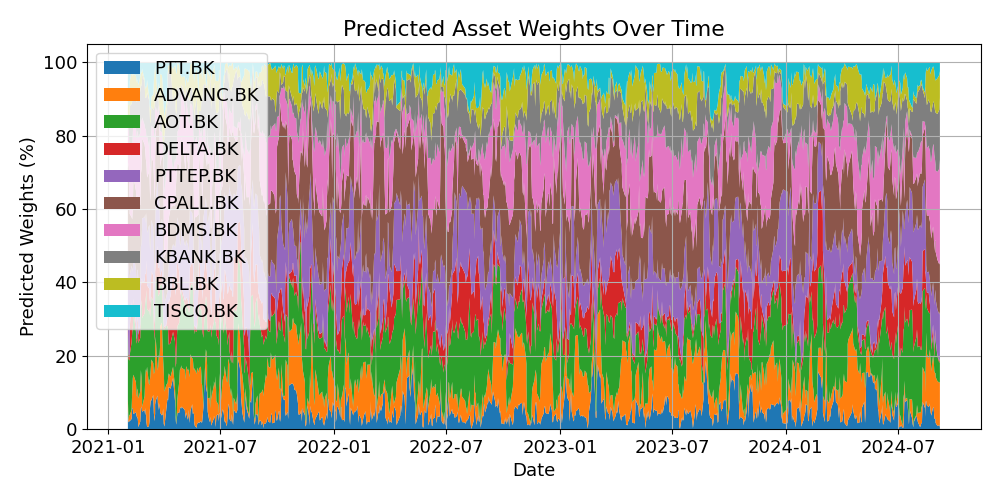 Predicted Asset Weights Over Time
Predicted Weights (%)
100
80
60
40
20
0
PTT.BK
ADVANC.BK
AOT.BK
DELTA.BK
PTTEP.BK
CPALL.BK
BDMS.BK
KBANK.BK
BBL.BK
TISCO.BK
2021-01 2021-07 2022-01 2022-07 2023-01 2023-07 2024-01 2024-07
Date